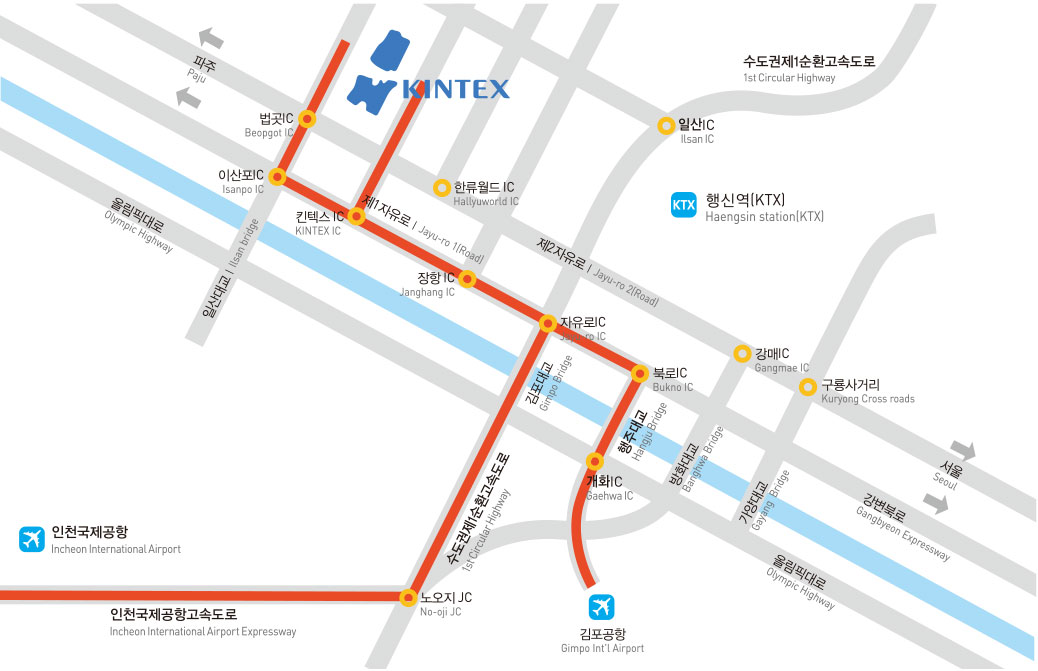 KINTEX
수도권제1순환고속도로
1st Circular Highway
파주
Paju
법곳IC
Beopgot IC
일산IC
Ilsan IC
이산포IC
Isanpo IC
한류월드 IC
Hallyuworld IC
KTX
행신역(KTX)
Haengsin station(KTX)
올림픽대로
Olympic Highway
킨텍스 IC
KINTEX IC
제1자유로 | Jayu-ro 1(Road)
일산대교 | Ilsan bridge
제2자유로 | Jayu-ro 2(Road)
장항 IC
Janghang IC
자유로IC
Jayu-ro IC
강매IC
Gangmae IC
북로IC
Bukno IC
구룡사거리
Kuryong Cross roads
김포대교
Gimpo Bridge
행주대교
Hangju Bridge
방화대교
Banghwa Bridge
가양대교
Gayang Bridge
서울
Seoul
강변북로
Gangbyeon Expressway
개화IC
Gaehwa IC
수도권제1순환고속도로
1st Circular Highway
인천국제공항
Incheon International Airport
올림픽대로
Olympic Highway
노오지 JC
No-oji JC
인천국제공항고속도로
Incheon International Airport Expressway
김포공항
Gimpo Int'l Airport